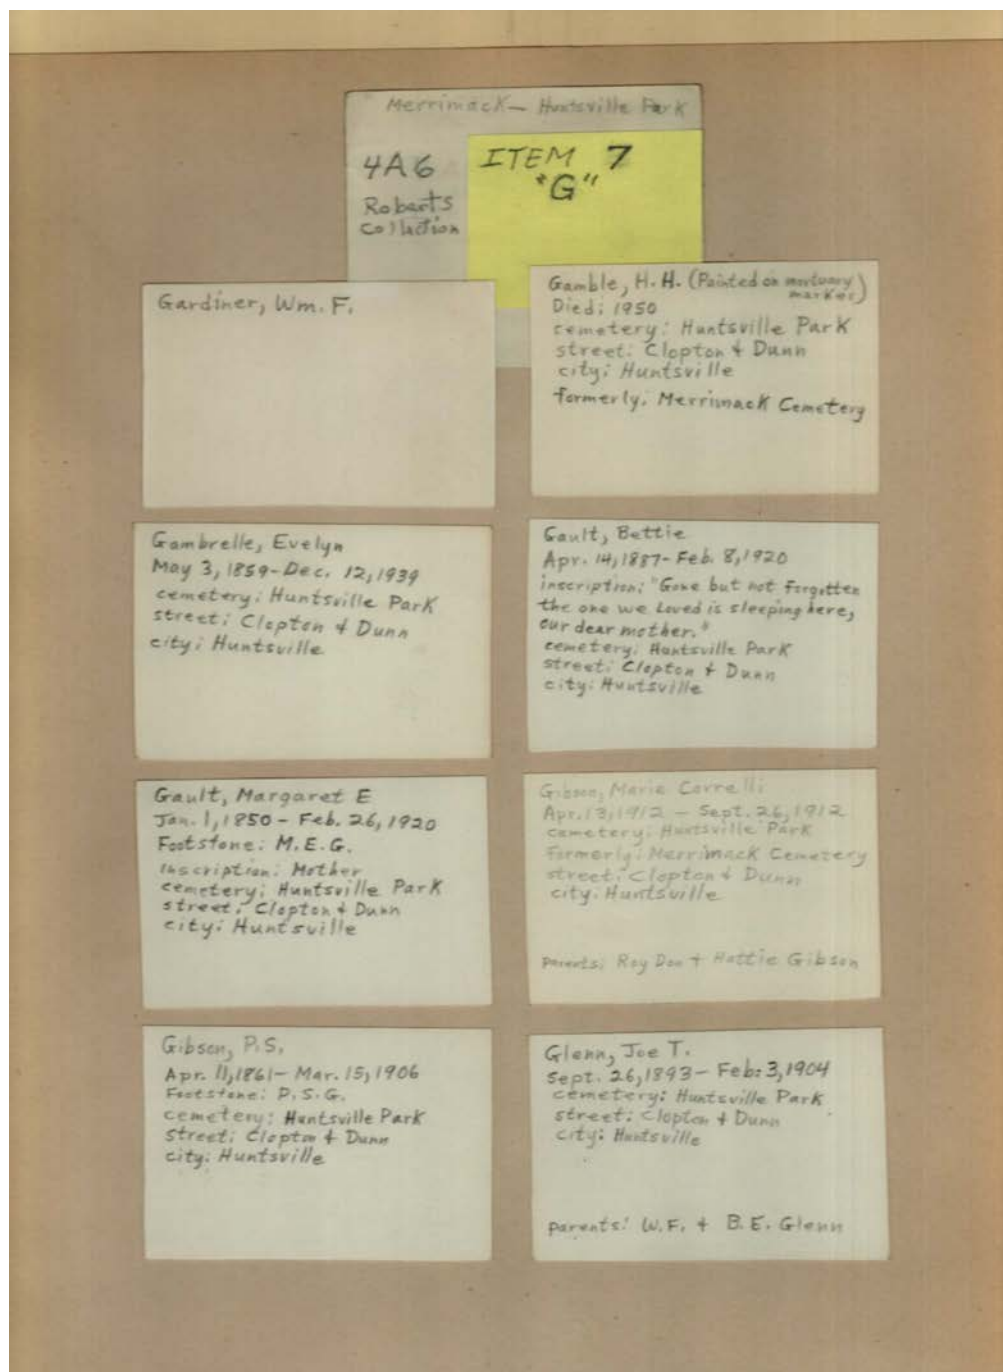 Merrimack — Huntsville Park
4A6
Roberts
Collection
ITEM 7
"G"
Gardiner, Wm. F.
Gamble, H.H. (Painted on mortuary
marker)
Died: 1950
cemetery: Huntsville Park
street: Clopton + Dunn
city: Huntsville
formerly: Merrimack Cemetery
Gambrelle, Evelyn
May 3, 1859 - Dec. 12, 1939
cemetery: Huntsville Park
street: Clopton + Dunn
city: Huntsville
Gault, Bettie
Apr. 14, 1887 - Feb. 8, 1920
inscription: "Gone but not forgotten
the one we loved is sleeping here,
our dear mother."
cemetery: Huntsville Park
street: Clopton + Dunn
city: Huntsville
Gault, Margaret E
Jan. 1, 1850 - Feb. 26, 1920
Footstone: M.E.G.
inscription: Mother
cemetery: Huntsville Park
street: Clopton + Dunn
city: Huntsville
Gibson, Marie Correlli
Apr. 13, 1912 - Sept. 26, 1912
cemetery: Huntsville Park
formerly: Merrimack Cemetery
street: Clopton + Dunn
city: Huntsville
parents: Roy Don + Hattie Gibson
Gibson, P.S.
Apr. 11, 1861 - Mar. 15, 1906
Footstone: P.S.G.
cemetery: Huntsville Park
street: Clopton + Dunn
city: Huntsville
Glenn, Joe T.
Sept. 26, 1893 - Feb: 3, 1904
cemetery: Huntsville Park
street: Clopton + Dunn
city: Huntsville
parents: W.F. + B.E. Glenn